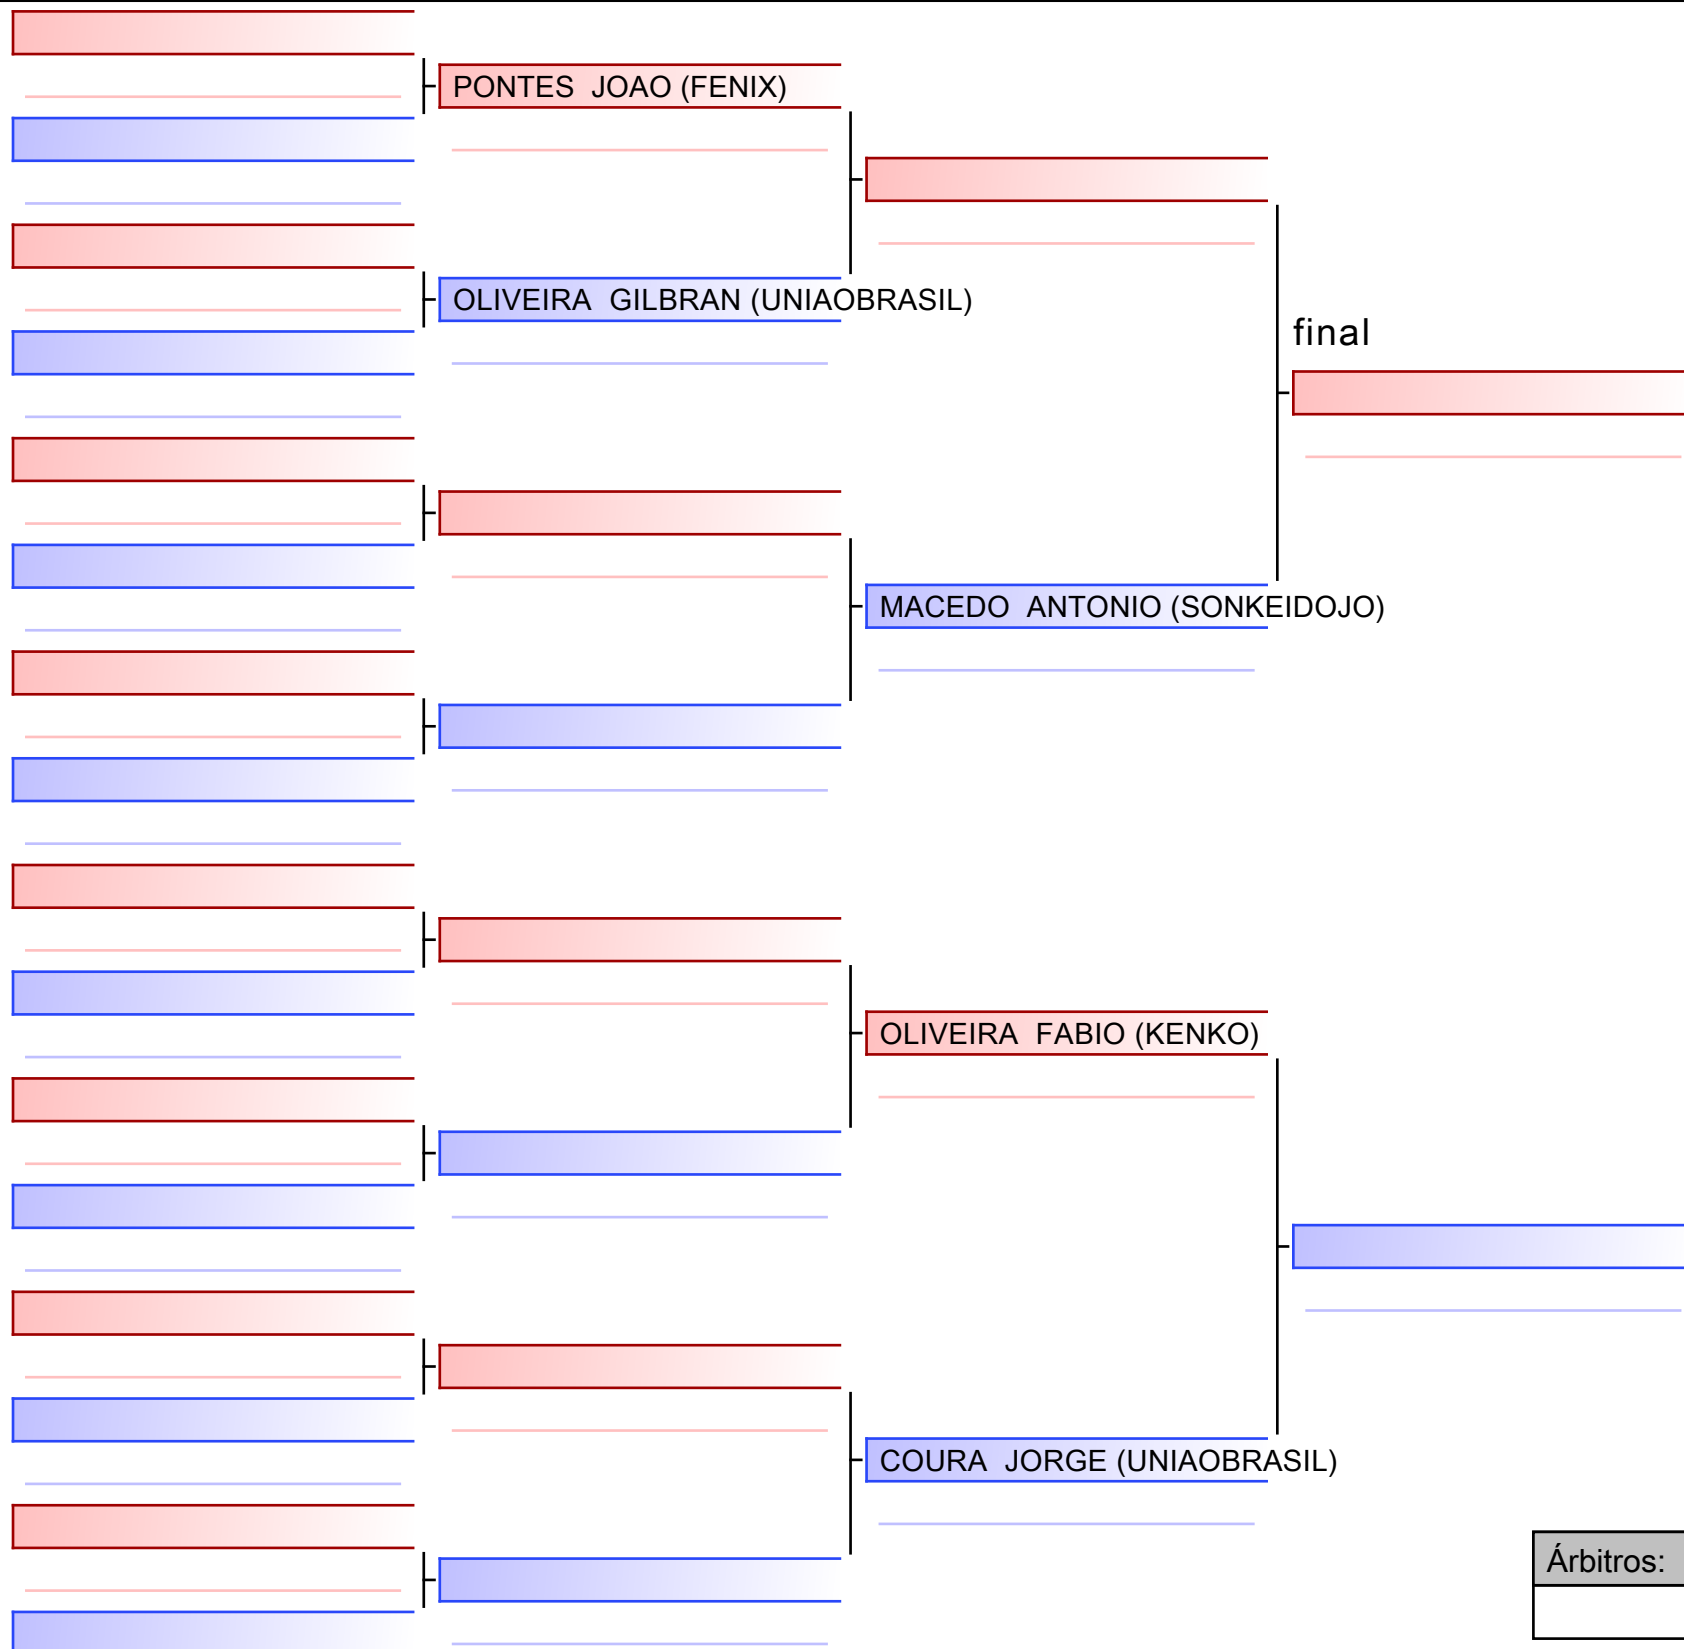 PONTES  JOAO (FENIX)
OLIVEIRA  GILBRAN (UNIAOBRASIL)
final
MACEDO  ANTONIO (SONKEIDOJO)
OLIVEIRA  FABIO (KENKO)
COURA  JORGE (UNIAOBRASIL)
Árbitros: